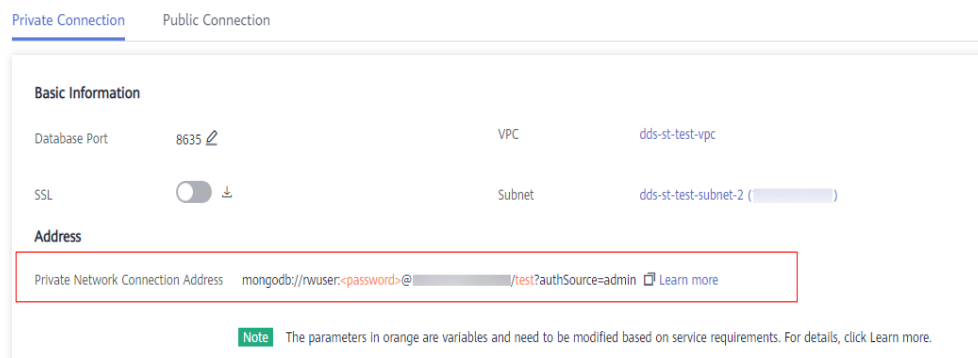 Private Connection Public Connection
Basic Information
Database Port 8635 VPC dds-st-test-vpc
SSL Subnet dds-st-test-subnet-2 ( )
Address
Private Network Connection Address mongodb://rwuser:<password>@ /test?authSource=admin Learn more
Note The parameters in orange are variables and need to be modified based on service requirements. For details, click Learn more.